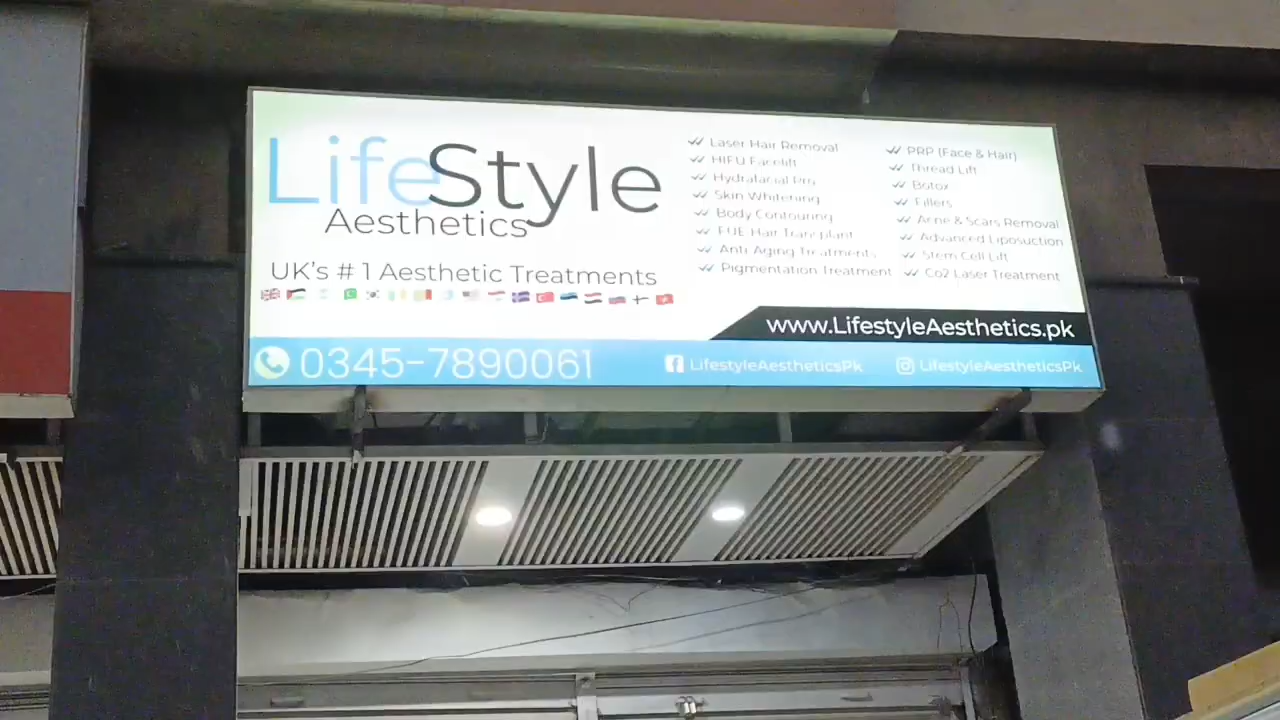 LifeStyle
Aesthetics
UK's # 1 Aesthetic Treatments
Laser Hair Removal
HIFU Facelift
Hydrafacial Pro
Skin Whitening
Body Contouring
FUE Hair Transplant
Anti Aging Treatments
Pigmentation Treatment
PRP (Face & Hair)
Thread Lift
Botox
Fillers
Acne & Scars Removal
Advanced Liposuction
Stem Cell Lift
Co2 Laser Treatment
www.LifestyleAesthetics.pk
0345-7890061
LifestyleAestheticsPk
LifestyleAestheticsPk